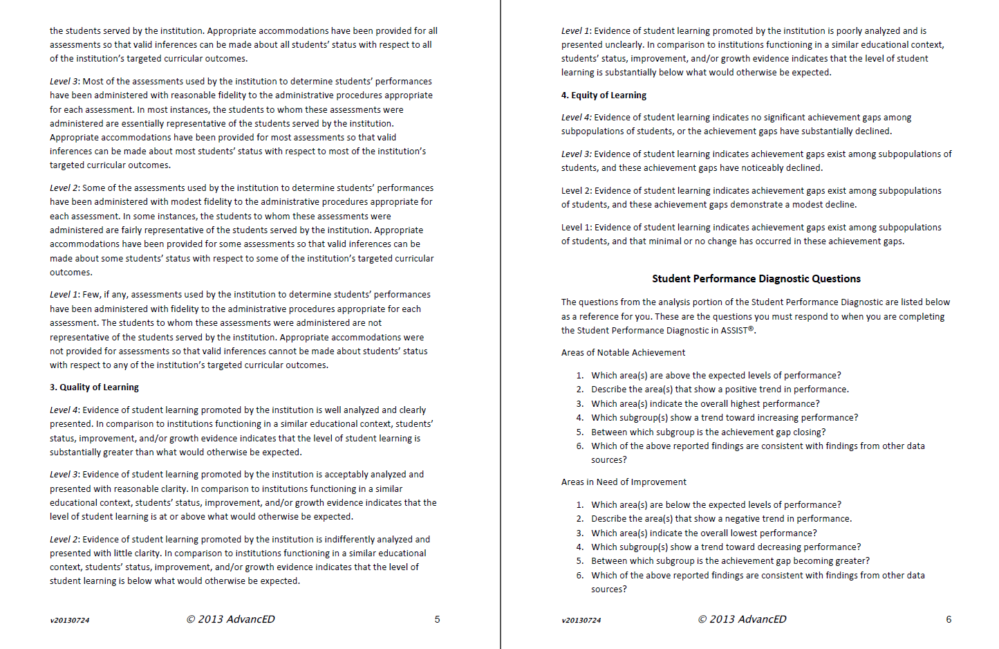 the students served by the institution. Appropriate accommodations have been provided for all
assessments so that valid inferences can be made about all students' status with respect to all
of the institution's targeted curricular outcomes.
Level 3: Most of the assessments used by the institution to determine students' performances
have been administered with reasonable fidelity to the administrative procedures appropriate
for each assessment. In most instances, the students to whom these assessments were
administered are essentially representative of the students served by the institution.
Appropriate accommodations have been provided for most assessments so that valid
inferences can be made about most students' status with respect to most of the institution's
targeted curricular outcomes.
Level 2: Some of the assessments used by the institution to determine students' performances
have been administered with modest fidelity to the administrative procedures appropriate for
each assessment. In some instances, the students to whom these assessments were
administered are fairly representative of the students served by the institution. Appropriate
accommodations have been provided for some assessments so that valid inferences can be
made about some students' status with respect to some of the institution's targeted curricular
outcomes.
Level 1: Few, if any, assessments used by the institution to determine students' performances
have been administered with fidelity to the administrative procedures appropriate for each
assessment. The students to whom these assessments were administered are not
representative of the students served by the institution. Appropriate accommodations were
not provided for assessments so that valid inferences cannot be made about students' status
with respect to any of the institution's targeted curricular outcomes.
3. Quality of Learning
Level 4: Evidence of student learning promoted by the institution is well analyzed and clearly
presented. In comparison to institutions functioning in a similar educational context, students'
status, improvement, and/or growth evidence indicates that the level of student learning is
substantially greater than what would otherwise be expected.
Level 3: Evidence of student learning promoted by the institution is acceptably analyzed and
presented with reasonable clarity. In comparison to institutions functioning in a similar
educational context, students' status, improvement, and/or growth evidence indicates that the
level of student learning is at or above what would otherwise be expected.
Level 2: Evidence of student learning promoted by the institution is indifferently analyzed and
presented with little clarity. In comparison to institutions functioning in a similar educational
context, students' status, improvement, and/or growth evidence indicates that the level of
student learning is below what would otherwise be expected.
v20130724 © 2013 AdvancED 5
Level 1: Evidence of student learning promoted by the institution is poorly analyzed and is
presented unclearly. In comparison to institutions functioning in a similar educational context,
students' status, improvement, and/or growth evidence indicates that the level of student
learning is substantially below what would otherwise be expected.
4. Equity of Learning
Level 4: Evidence of student learning indicates no significant achievement gaps among
subpopulations of students, or the achievement gaps have substantially declined.
Level 3: Evidence of student learning indicates achievement gaps exist among subpopulations of
students, and these achievement gaps have noticeably declined.
Level 2: Evidence of student learning indicates achievement gaps exist among subpopulations
of students, and these achievement gaps demonstrate a modest decline.
Level 1: Evidence of student learning indicates achievement gaps exist among subpopulations
of students, and that minimal or no change has occurred in these achievement gaps.
Student Performance Diagnostic Questions
The questions from the analysis portion of the Student Performance Diagnostic are listed below
as a reference for you. These are the questions you must respond to when you are completing
the Student Performance Diagnostic in ASSIST®.
Areas of Notable Achievement
1. Which area(s) are above the expected levels of performance?
2. Describe the area(s) that show a positive trend in performance.
3. Which area(s) indicate the overall highest performance?
4. Which subgroup(s) show a trend toward increasing performance?
5. Between which subgroup is the achievement gap closing?
6. Which of the above reported findings are consistent with findings from other data
sources?
Areas in Need of Improvement
1. Which area(s) are below the expected levels of performance?
2. Describe the area(s) that show a negative trend in performance.
3. Which area(s) indicate the overall lowest performance?
4. Which subgroup(s) show a trend toward decreasing performance?
5. Between which subgroup is the achievement gap becoming greater?
6. Which of the above reported findings are consistent with findings from other data
sources?
v20130724 © 2013 AdvancED 6